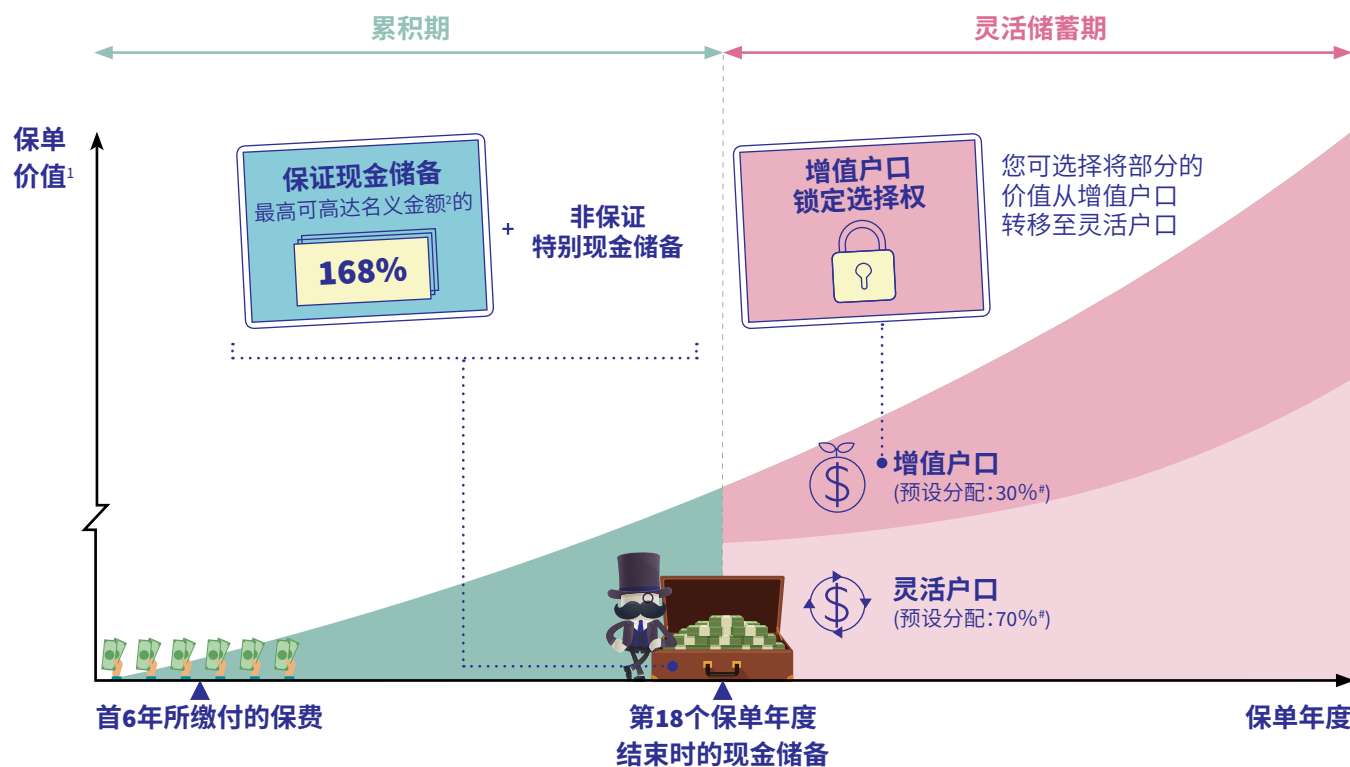 累积期
灵活储蓄期
保单
价值1
保证现金储备
最高可高达名义金额2的
168%
+
非保证
特别现金储备
增值户口
锁定选择权
您可选择将部分的
价值从增值户口
转移至灵活户口
增值户口
(预设分配:30%#)
灵活户口
(预设分配:70%#)
首6年所缴付的保费
第18个保单年度
结束时的现金储备
保单年度